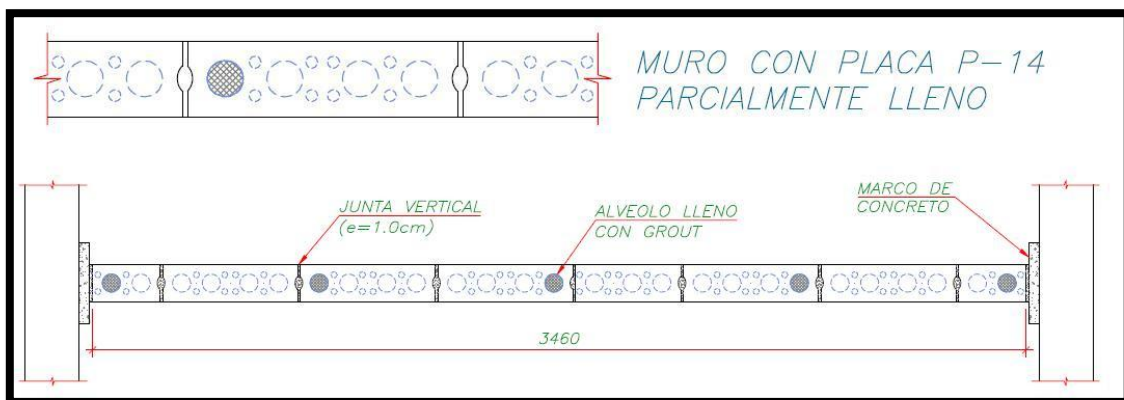 MURO CON PLACA P-14
PARCIALMENTE LLENO
JUNTA VERTICAL
(e=1.0cm)
ALVEOLO LLENO
CON GROUT
MARCO DE
CONCRETO
3460